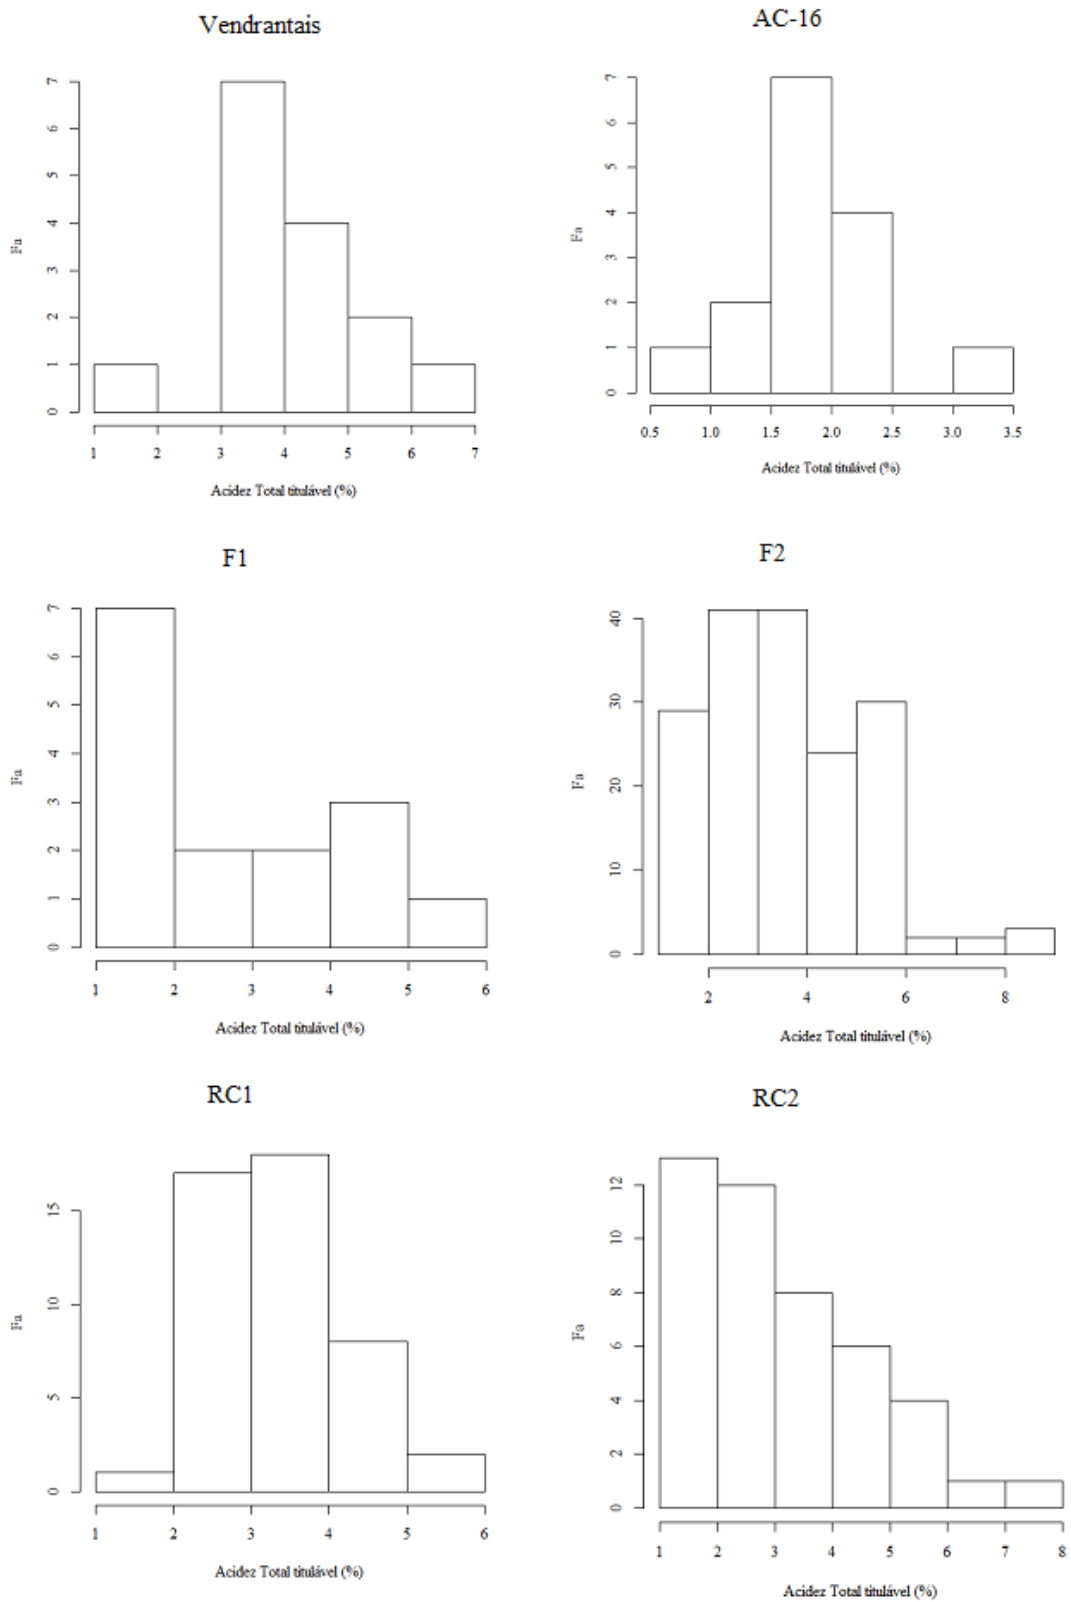 Vendrantais
7
6
5
4
3
2
1
0
Fa
1 2 3 4 5 6 7
Acidez Total titulável (%)
AC-16
7
6
5
4
3
2
1
0
Fa
0.5 1.0 1.5 2.0 2.5 3.0 3.5
Acidez Total titulável (%)
F1
7
6
5
4
3
2
1
0
Fa
1 2 3 4 5 6
Acidez Total titulável (%)
F2
40
30
20
10
0
Fa
2 4 6 8
Acidez Total titulável (%)
RC1
15
10
5
0
Fa
1 2 3 4 5 6
Acidez Total titulável (%)
RC2
12
10
8
6
4
2
0
Fa
1 2 3 4 5 6 7 8
Acidez Total titulável (%)